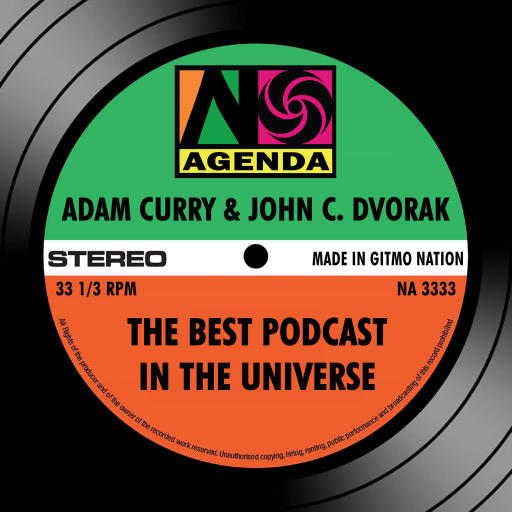 NO
AGENDA
ADAM CURRY & JOHN C. DVORAK
STEREO
MADE IN GITMO NATION
33 1/3 RPM
NA 3333
THE BEST PODCAST
IN THE UNIVERSE
All Rights of the producer and of the owner of the recorded work reserved. Unauthorised copying, hiring, renting, public performance and broadcasting of this record prohibited